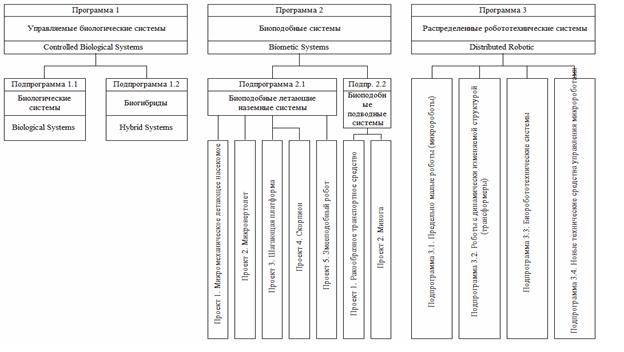 Программа 1
Управляемые биологические системы
Controlled Biological Systems
Подпрограмма 1.1
Биологические
системы
Biological Systems
Подпрограмма 1.2
Биогибриды
Hybrid Systems
Программа 2
Биоподобные системы
Biometic Systems
Подпрограмма 2.1
Биоподобные летающие
наземные системы
Проект 1. Микромеханическое летающее насекомое
Проект 2. Микровертолет
Проект 3. Шагающая платформа
Проект 4. Скорпион
Проект 5. Змееподобный робот
Подпр. 2.2
Биоподобн
ые
подводные
системы
Проект 1. Ракообразное транспортное средство
Проект 2. Минога
Программа 3
Распределенные робототехнические системы
Distributed Robotic
Подпрограмма 3.1. Предельно малые роботы (микророботы)
Подпрограмма 3.2. Роботы с динамически изменяемой структурой
(трансформеры)
Подпрограмма 3.3. Биоробототехнические системы
Подпрограмма 3.4. Новые технические средства управления микророботами